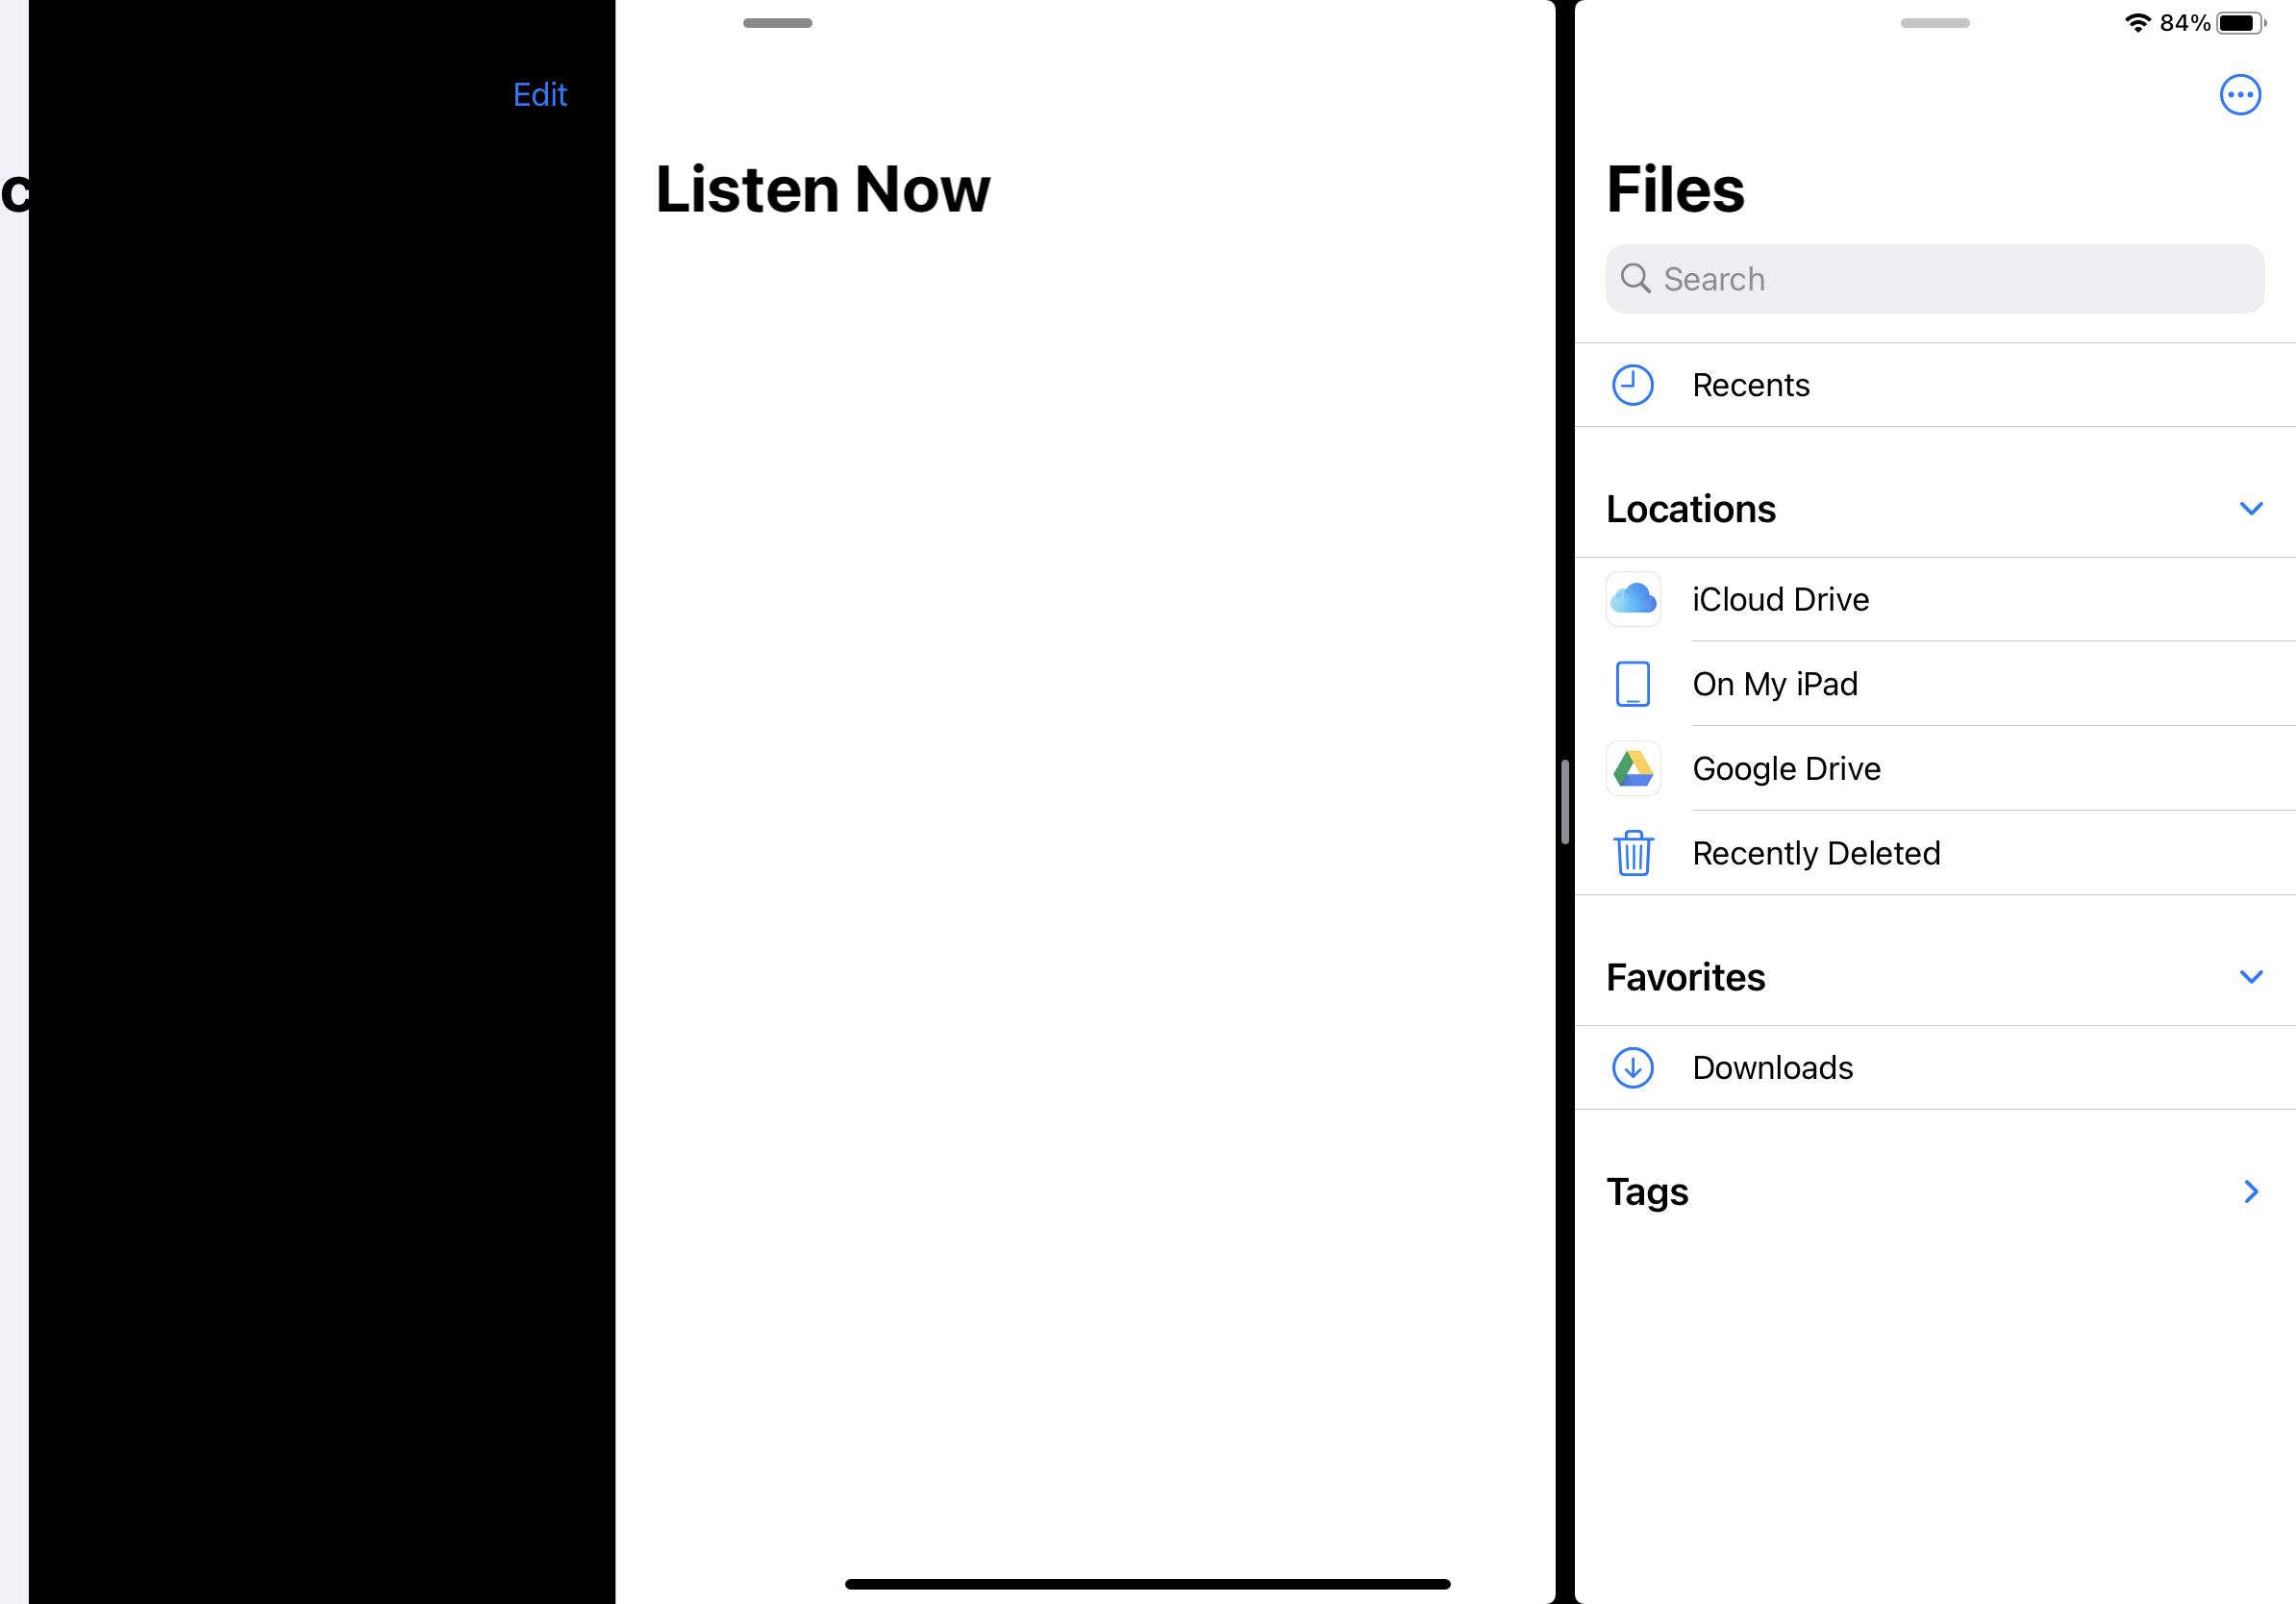 84%
Edit
c
Listen Now
Files
Search
Recents
Locations
iCloud Drive
On My iPad
Google Drive
Recently Deleted
Favorites
Downloads
Tags